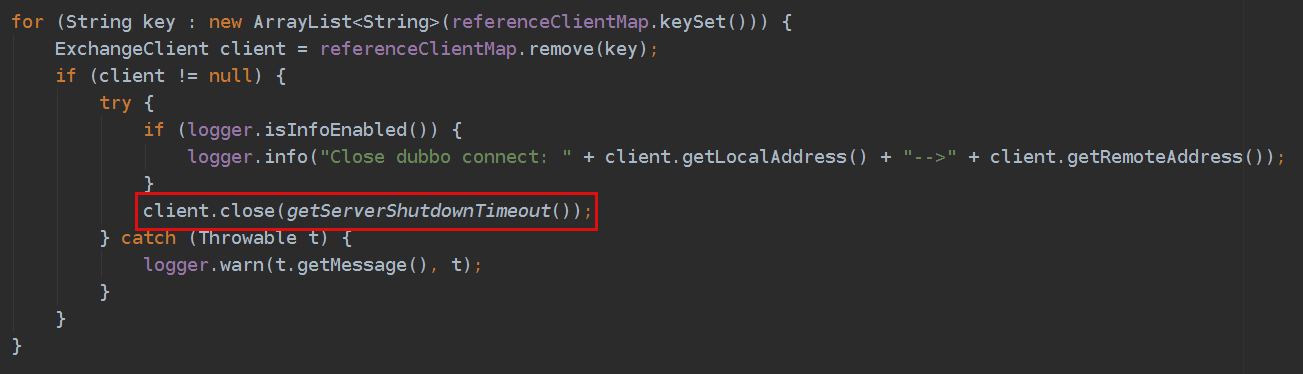 for (String key : new ArrayList<String>(referenceClientMap.keySet())) {
    ExchangeClient client = referenceClientMap.remove(key);
    if (client != null) {
        try {
            if (logger.isInfoEnabled()) {
                logger.info("Close dubbo connect: " + client.getLocalAddress() + "-->" + client.getRemoteAddress());
            }
            client.close(getServerShutdownTimeout());
        } catch (Throwable t) {
            logger.warn(t.getMessage(), t);
        }
    }
}